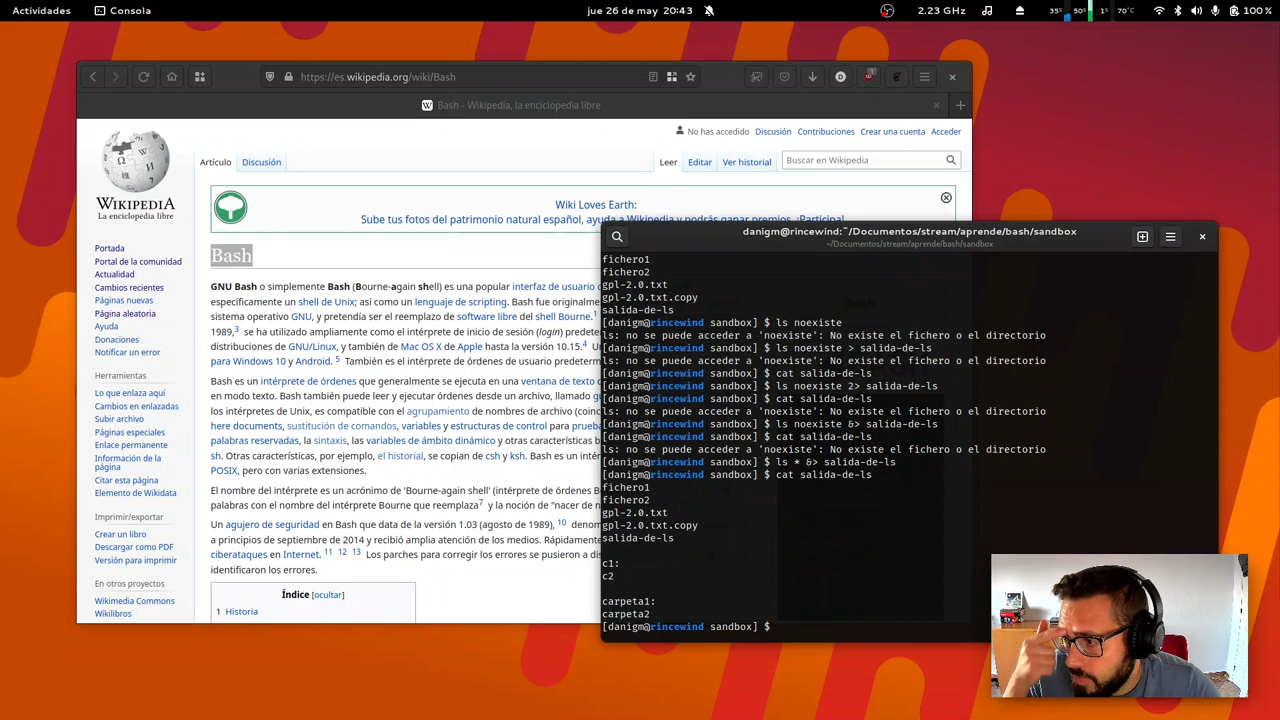 Actividades
Consola
jue 26 de may 20:43
2.23 GHz
35%
50%
1%
70°C
100 %
https://es.wikipedia.org/wiki/Bash
Bash - Wikipedia, la enciclopedia libre
WIKIPEDIA
La enciclopedia libre
No has accedido Discusión Contribuciones Crear una cuenta Acceder
Artículo Discusión
Leer Editar Ver historial
Buscar en Wikipedia
Portada
Portal de la comunidad
Actualidad
Cambios recientes
Páginas nuevas
Página aleatoria
Ayuda
Donaciones
Notificar un error
Herramientas
Lo que enlaza aquí
Cambios en enlazadas
Subir archivo
Páginas especiales
Enlace permanente
Información de la
página
Citar esta página
Elemento de Wikidata
Imprimir/exportar
Crear un libro
Descargar como PDF
Versión para imprimir
En otros proyectos
Wikimedia Commons
Wikilibros
Wiki Loves Earth:
Sube tus fotos del patrimonio natural español, ayuda a Wikipedia y podrás ganar premios. ¡Participa!
Bash
GNU Bash o simplemente Bash (Bourne-again shell) es una popular interfaz de usuario
específicamente un shell de Unix; así como un lenguaje de scripting. Bash fue originalme
sistema operativo GNU, y pretendía ser el reemplazo de software libre del shell Bourne.1
1989,3 se ha utilizado ampliamente como el intérprete de inicio de sesión (login) predete
distribuciones de GNU/Linux, y también de Mac OS X de Apple hasta la versión 10.15.4
para Windows 10 y Android. 5 También es el intérprete de órdenes de usuario predeterm
Bash es un intérprete de órdenes que generalmente se ejecuta en una ventana de texto
en modo texto. Bash también puede leer y ejecutar órdenes desde un archivo, llamado
los intérpretes de Unix, es compatible con el agrupamiento de nombres de archivo (coinc
here documents, sustitución de comandos, variables y estructuras de control para prueba
palabras reservadas, la sintaxis, las variables de ámbito dinámico y otras característica
sh. Otras características, por ejemplo, el historial, se copian de csh y ksh. Bash es un inté
POSIX, pero con varias extensiones.
El nombre del intérprete es un acrónimo de 'Bourne-again shell' (intérprete de órdenes B
palabras con el nombre del intérprete Bourne que reemplaza7 y la noción de "nacer de n
Un agujero de seguridad en Bash que data de la versión 1.03 (agosto de 1989), 10 denom
a principios de septiembre de 2014 y recibió amplia atención de los medios. Rápidament
ciberataques en Internet. 11 12 13 Los parches para corregir los errores se pusieron a dis
identificaron los errores.
Índice [ocultar]
1 Historia
danigm@rincewind:~/Documentos/stream/aprende/bash/sandbox
~/Documentos/stream/aprende/bash/sandbox
fichero1
fichero2
gpl-2.0.txt
gpl-2.0.txt.copy
salida-de-ls
[danigm@rincewind sandbox] $ ls noexiste
ls: no se puede acceder a 'noexiste': No existe el fichero o el directorio
[danigm@rincewind sandbox] $ ls noexiste > salida-de-ls
ls: no se puede acceder a 'noexiste': No existe el fichero o el directorio
[danigm@rincewind sandbox] $ cat salida-de-ls
[danigm@rincewind sandbox] $ ls noexiste 2> salida-de-ls
[danigm@rincewind sandbox] $ cat salida-de-ls
ls: no se puede acceder a 'noexiste': No existe el fichero o el directorio
[danigm@rincewind sandbox] $ ls noexiste &> salida-de-ls
[danigm@rincewind sandbox] $ cat salida-de-ls
ls: no se puede acceder a 'noexiste': No existe el fichero o el directorio
[danigm@rincewind sandbox] $ ls * &> salida-de-ls
[danigm@rincewind sandbox] $ cat salida-de-ls
fichero1
fichero2
gpl-2.0.txt
gpl-2.0.txt.copy
salida-de-ls
c1:
c2
carpeta1:
carpeta2
[danigm@rincewind sandbox] $